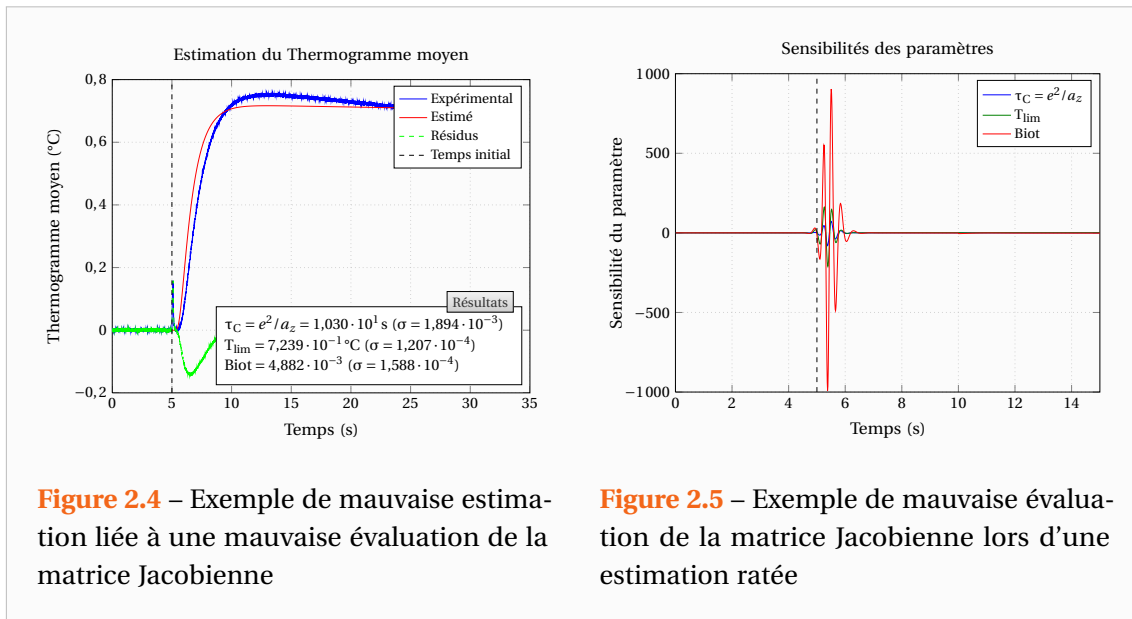 Estimation du Thermogramme moyen
Thermogramme moyen (°C)
0,8
0,6
0,4
0,2
0
−0,2
0
5
10
15
20
25
30
35
Temps (s)
Expérimental
Estimé
Résidus
Temps initial
Résultats
τC = e²/az = 1,030·10¹ s (σ = 1,894·10⁻³)
Tlim = 7,239·10⁻¹ °C (σ = 1,207·10⁻⁴)
Biot = 4,882·10⁻³ (σ = 1,588·10⁻⁴)
Figure 2.4 – Exemple de mauvaise estima-
tion liée à une mauvaise évaluation de la
matrice Jacobienne
Sensibilités des paramètres
Sensibilité du paramètre
1000
500
0
−500
−1000
0
2
4
6
8
10
12
14
Temps (s)
τC = e²/az
Tlim
Biot
Figure 2.5 – Exemple de mauvaise évalua-
tion de la matrice Jacobienne lors d'une
estimation ratée